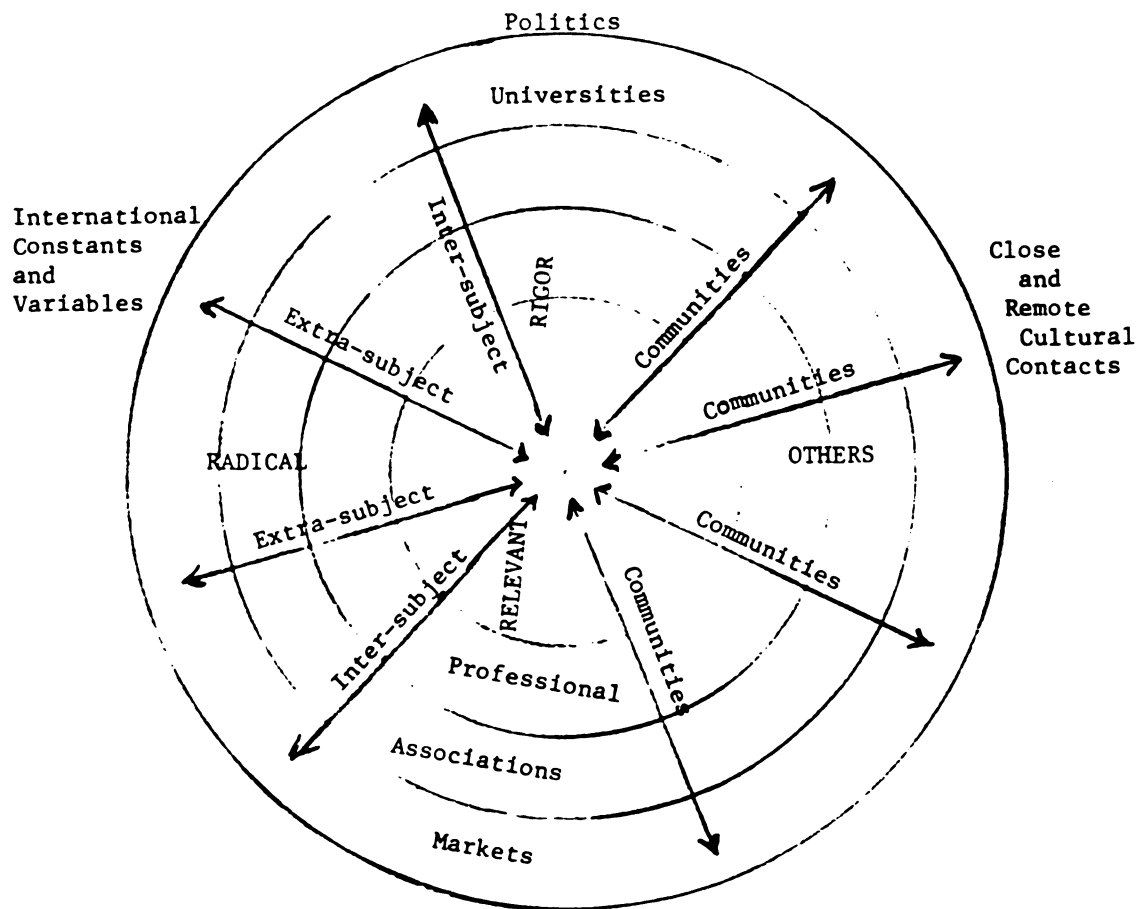 Politics
Universities
International
Constants
and
Variables
Close
and
Remote
Cultural
Contacts
Inter-subject
RIGOR
Communities
Extra-subject
Communities
RADICAL
OTHERS
Extra-subject
Communities
Inter-subject
RELEVANT
Communities
Professional
Associations
Markets